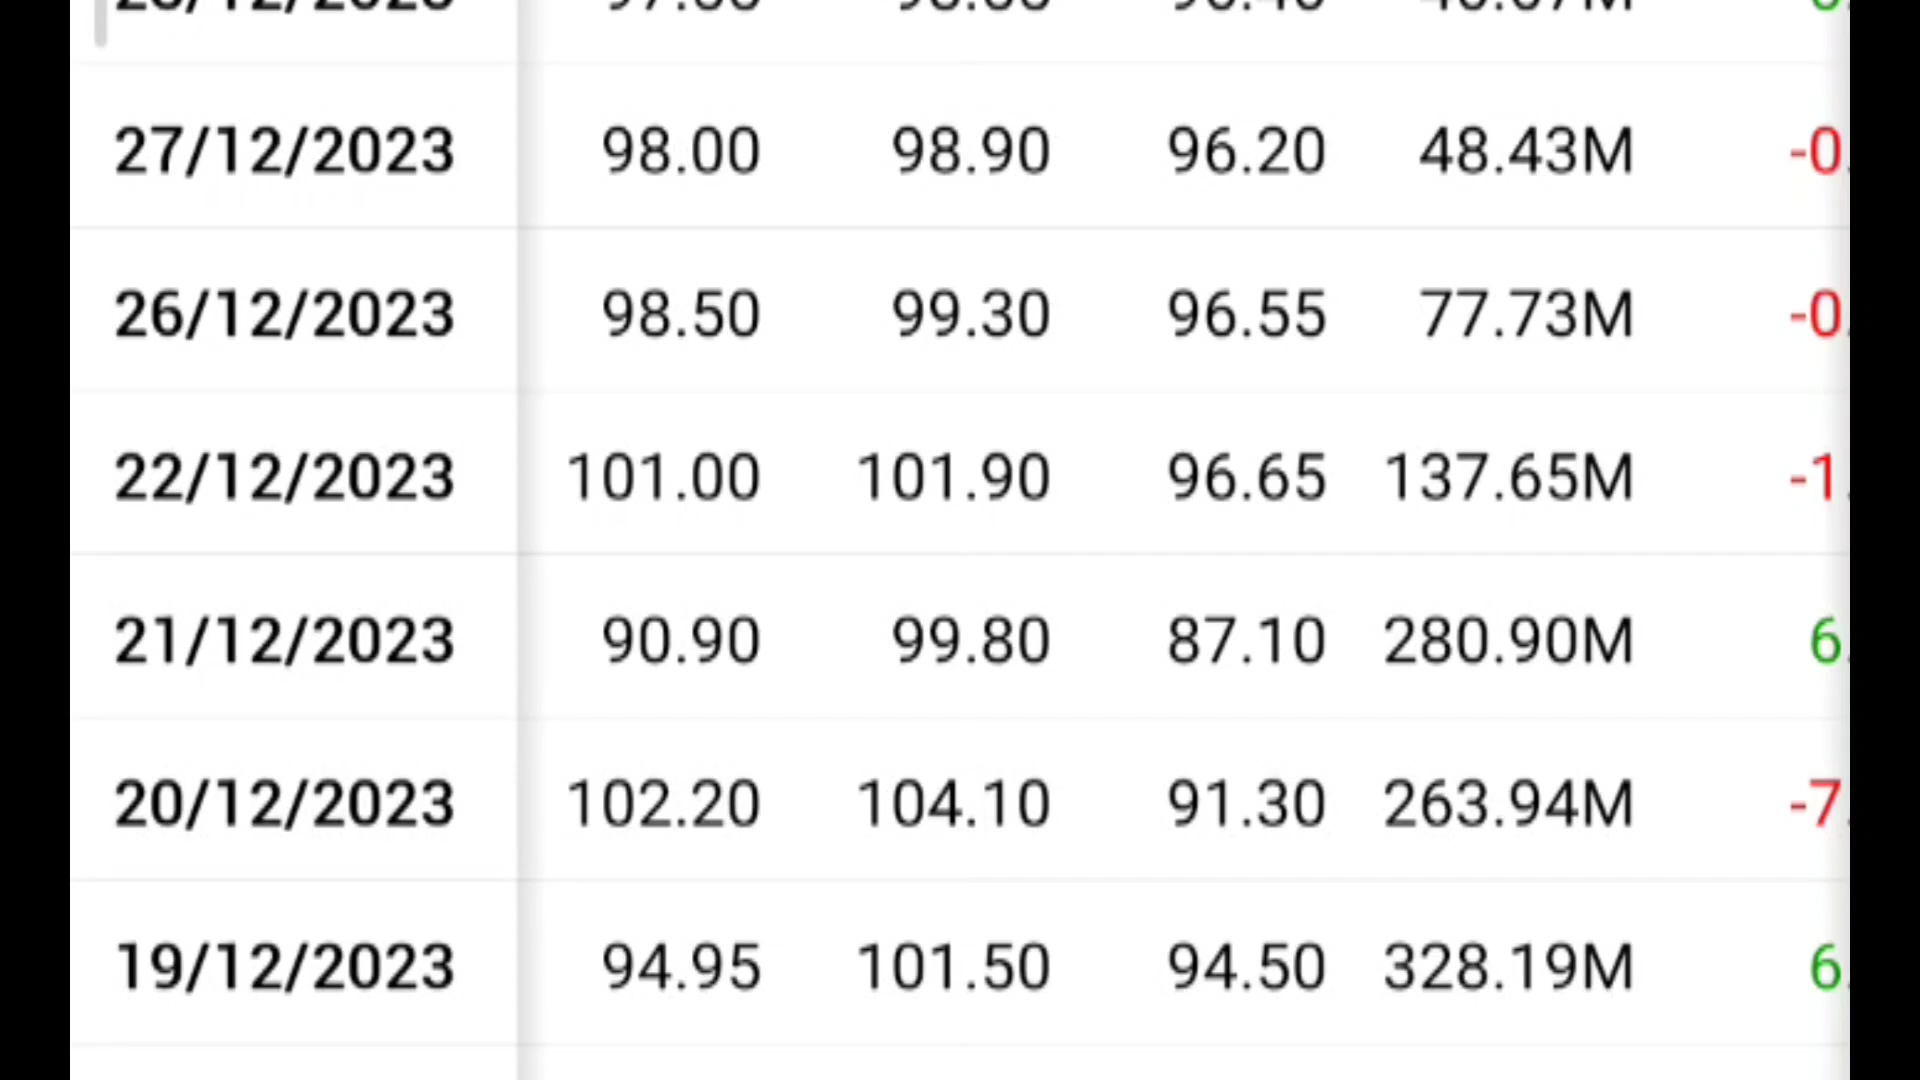 27/12/2023 98.00 98.90 96.20 48.43M -0.
26/12/2023 98.50 99.30 96.55 77.73M -0.
22/12/2023 101.00 101.90 96.65 137.65M -1.
21/12/2023 90.90 99.80 87.10 280.90M 6.
20/12/2023 102.20 104.10 91.30 263.94M -7.
19/12/2023 94.95 101.50 94.50 328.19M 6.